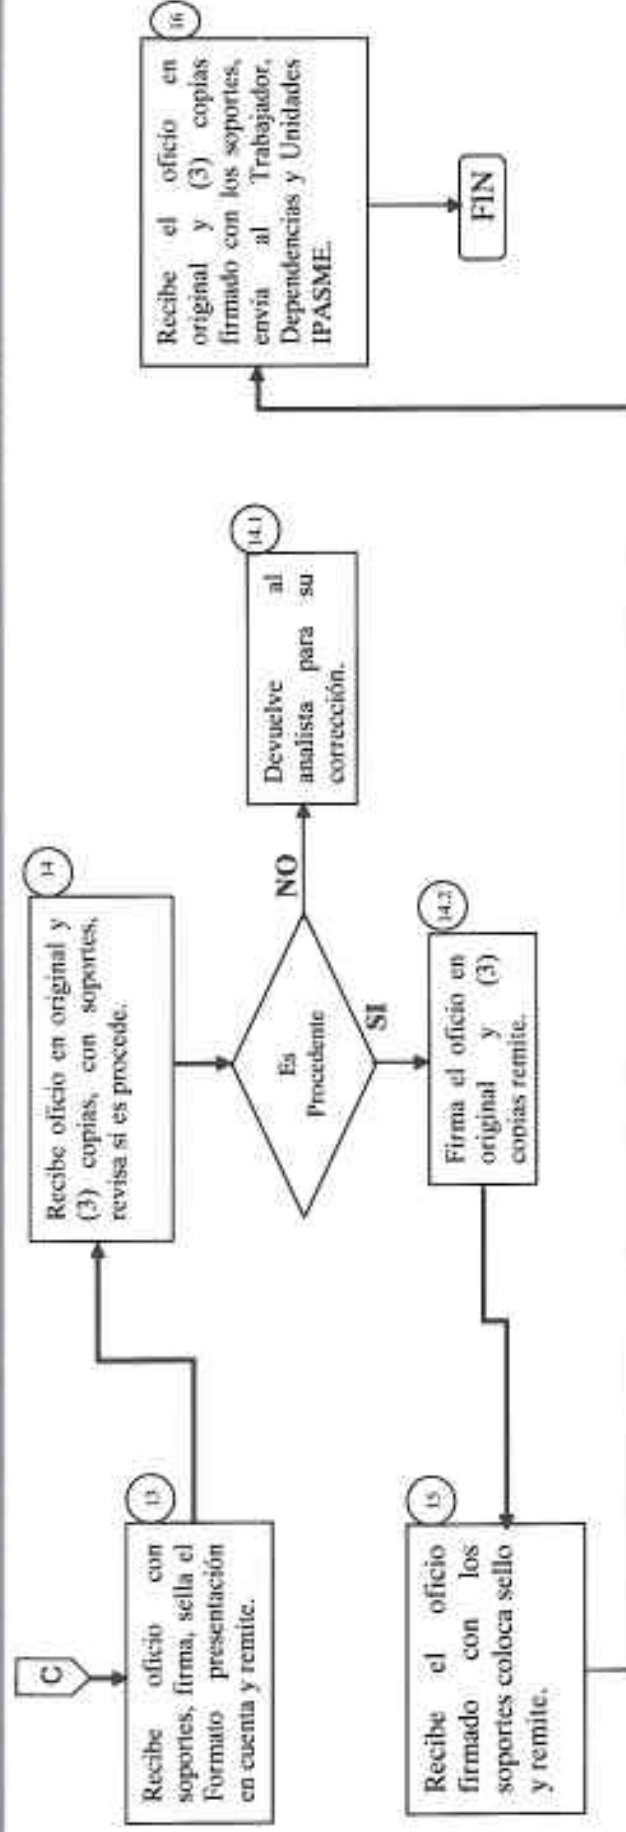 C
13
Recibe oficio con
soportes, firma, sella el
Formato presentación
en cuenta y remite.
14
Recibe oficio en original y
(3) copias, con soportes,
revisa si es procede.
Es
Procedente
NO
SI
14.1
Devuelve al
analista para su
corrección.
14.2
Firma el oficio en
original y (3)
copias remite.
15
Recibe el oficio
firmado con los
soportes coloca sello
y remite.
16
Recibe el oficio en
original y (3) copias
firmado con los soportes,
envía al Trabajador,
Dependencias y Unidades
IPASME.
FIN